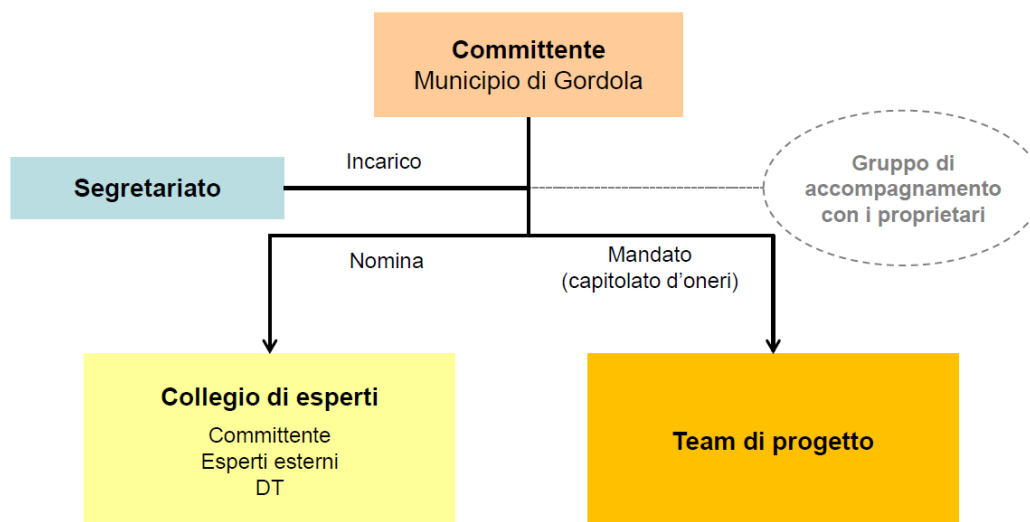 Committente
Municipio di Gordola
Incarico
Segretariato
Gruppo di
accompagnamento
con i proprietari
Nomina
Mandato
(capitolato d'oneri)
Collegio di esperti
Committente
Esperti esterni
DT
Team di progetto